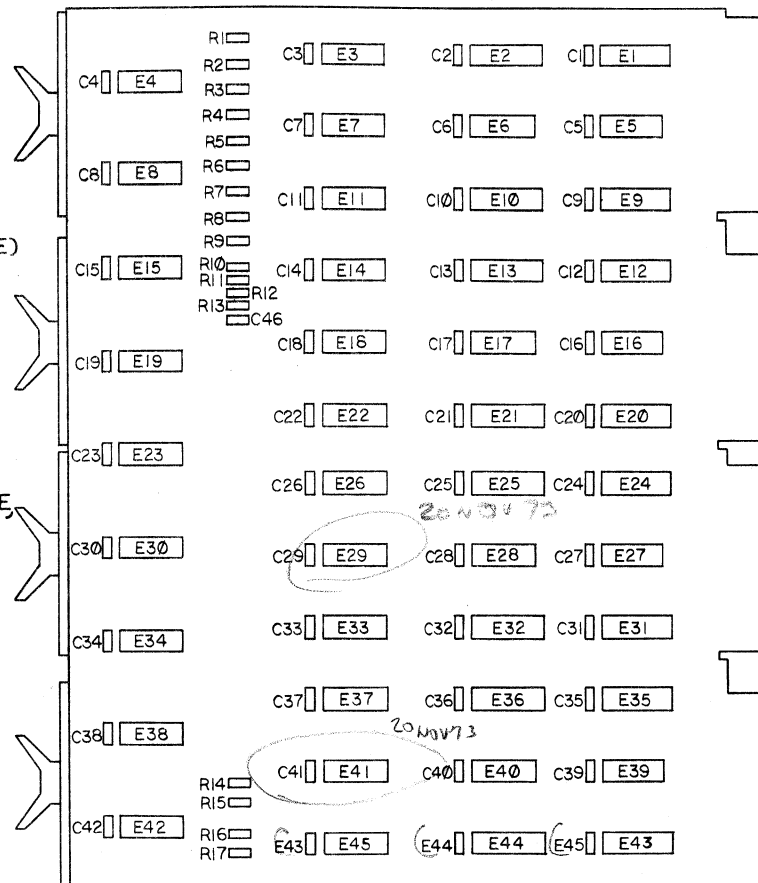 R1 C3 E3 C2 E2 C1 E1
R2 C4 E4
R3
R4 C7 E7 C6 E6 C5 E5
R5
C8 E8 R6
R7 C11 E11 C10 E10 C9 E9
R8
R9
E)
C15 E15 R10 C14 E14 C13 E13 C12 E12
R11
R12
R13
C46
C18 E18 C17 E17 C16 E16
C19 E19
C22 E22 C21 E21 C20 E20
C23 E23
C26 E26 C25 E25 C24 E24
E,
20 NOV 73
C30 E30 C29 E29 C28 E28 C27 E27
C34 E34 C33 E33 C32 E32 C31 E31
C37 E37 C36 E36 C35 E35
20 NOV73
C38 E38
C41 E41 C40 E40 C39 E39
R14
R15
C42 E42 R16 E43 E45 E44 E44 E45 E43
R17